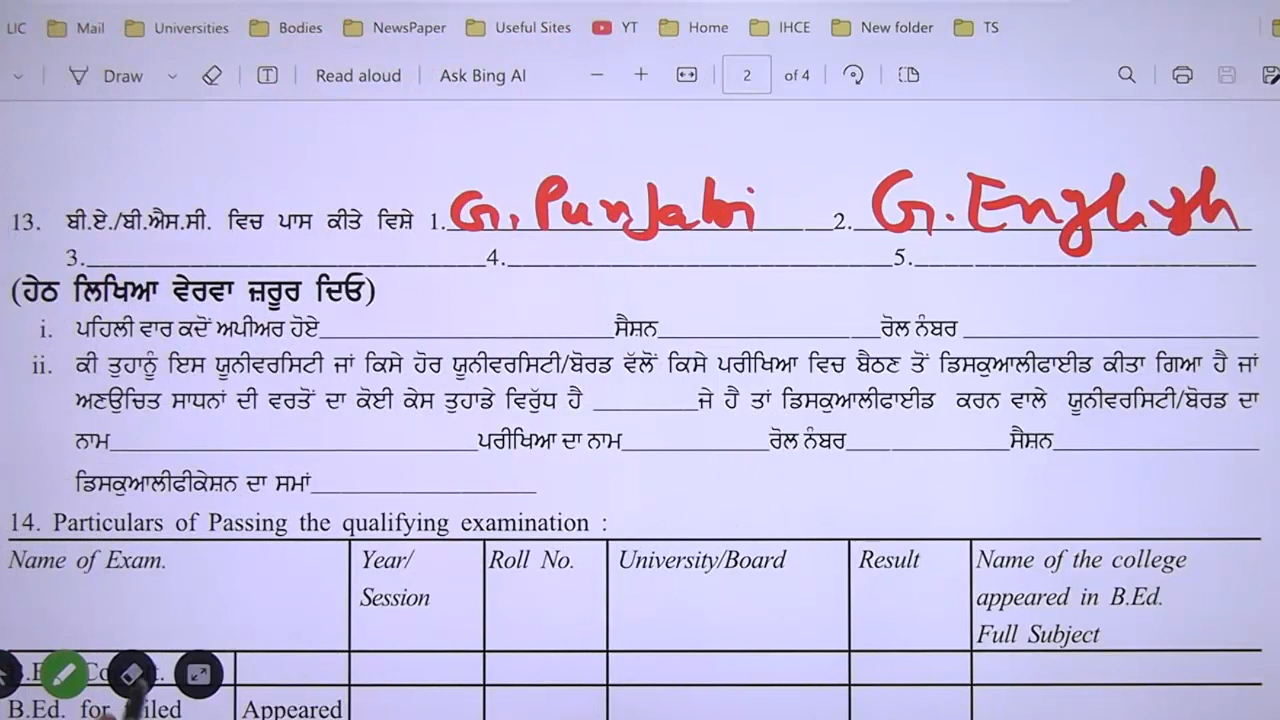 LIC Mail Universities Bodies NewsPaper Useful Sites YT Home IHCE New folder TS
Draw Read aloud Ask Bing AI 2 of 4
13. ਬੀ.ਏ./ਬੀ.ਐਸ.ਸੀ. ਵਿਚ ਪਾਸ ਕੀਤੇ ਵਿਸ਼ੇ 1. G. Punjabi 2. G. English
3. 4. 5.
(ਹੇਠ ਲਿਖਿਆ ਵੇਰਵਾ ਜ਼ਰੂਰ ਦਿਓ)
i. ਪਹਿਲੀ ਵਾਰ ਕਦੋਂ ਅਪੀਅਰ ਹੋਏ ਸੈਸ਼ਨ ਰੋਲ ਨੰਬਰ
ii. ਕੀ ਤੁਹਾਨੂੰ ਇਸ ਯੂਨੀਵਰਸਿਟੀ ਜਾਂ ਕਿਸੇ ਹੋਰ ਯੂਨੀਵਰਸਿਟੀ/ਬੋਰਡ ਵੱਲੋਂ ਕਿਸੇ ਪਰੀਖਿਆ ਵਿਚ ਬੈਠਣ ਤੋਂ ਡਿਸਕੁਆਲੀਫਾਈਡ ਕੀਤਾ ਗਿਆ ਹੈ ਜਾਂ
ਅਣਉਚਿਤ ਸਾਧਨਾਂ ਦੀ ਵਰਤੋਂ ਦਾ ਕੋਈ ਕੇਸ ਤੁਹਾਡੇ ਵਿਰੁੱਧ ਹੈ ਜੇ ਹੈ ਤਾਂ ਡਿਸਕੁਆਲੀਫਾਈਡ ਕਰਨ ਵਾਲੇ ਯੂਨੀਵਰਸਿਟੀ/ਬੋਰਡ ਦਾ
ਨਾਮ ਪਰੀਖਿਆ ਦਾ ਨਾਮ ਰੋਲ ਨੰਬਰ ਸੈਸ਼ਨ
ਡਿਸਕੁਆਲੀਫੀਕੇਸ਼ਨ ਦਾ ਸਮਾਂ
14. Particulars of Passing the qualifying examination :
Name of Exam. Year/ Roll No. University/Board Result Name of the college
Session appeared in B.Ed.
Full Subject
B.Ed. for Appeared